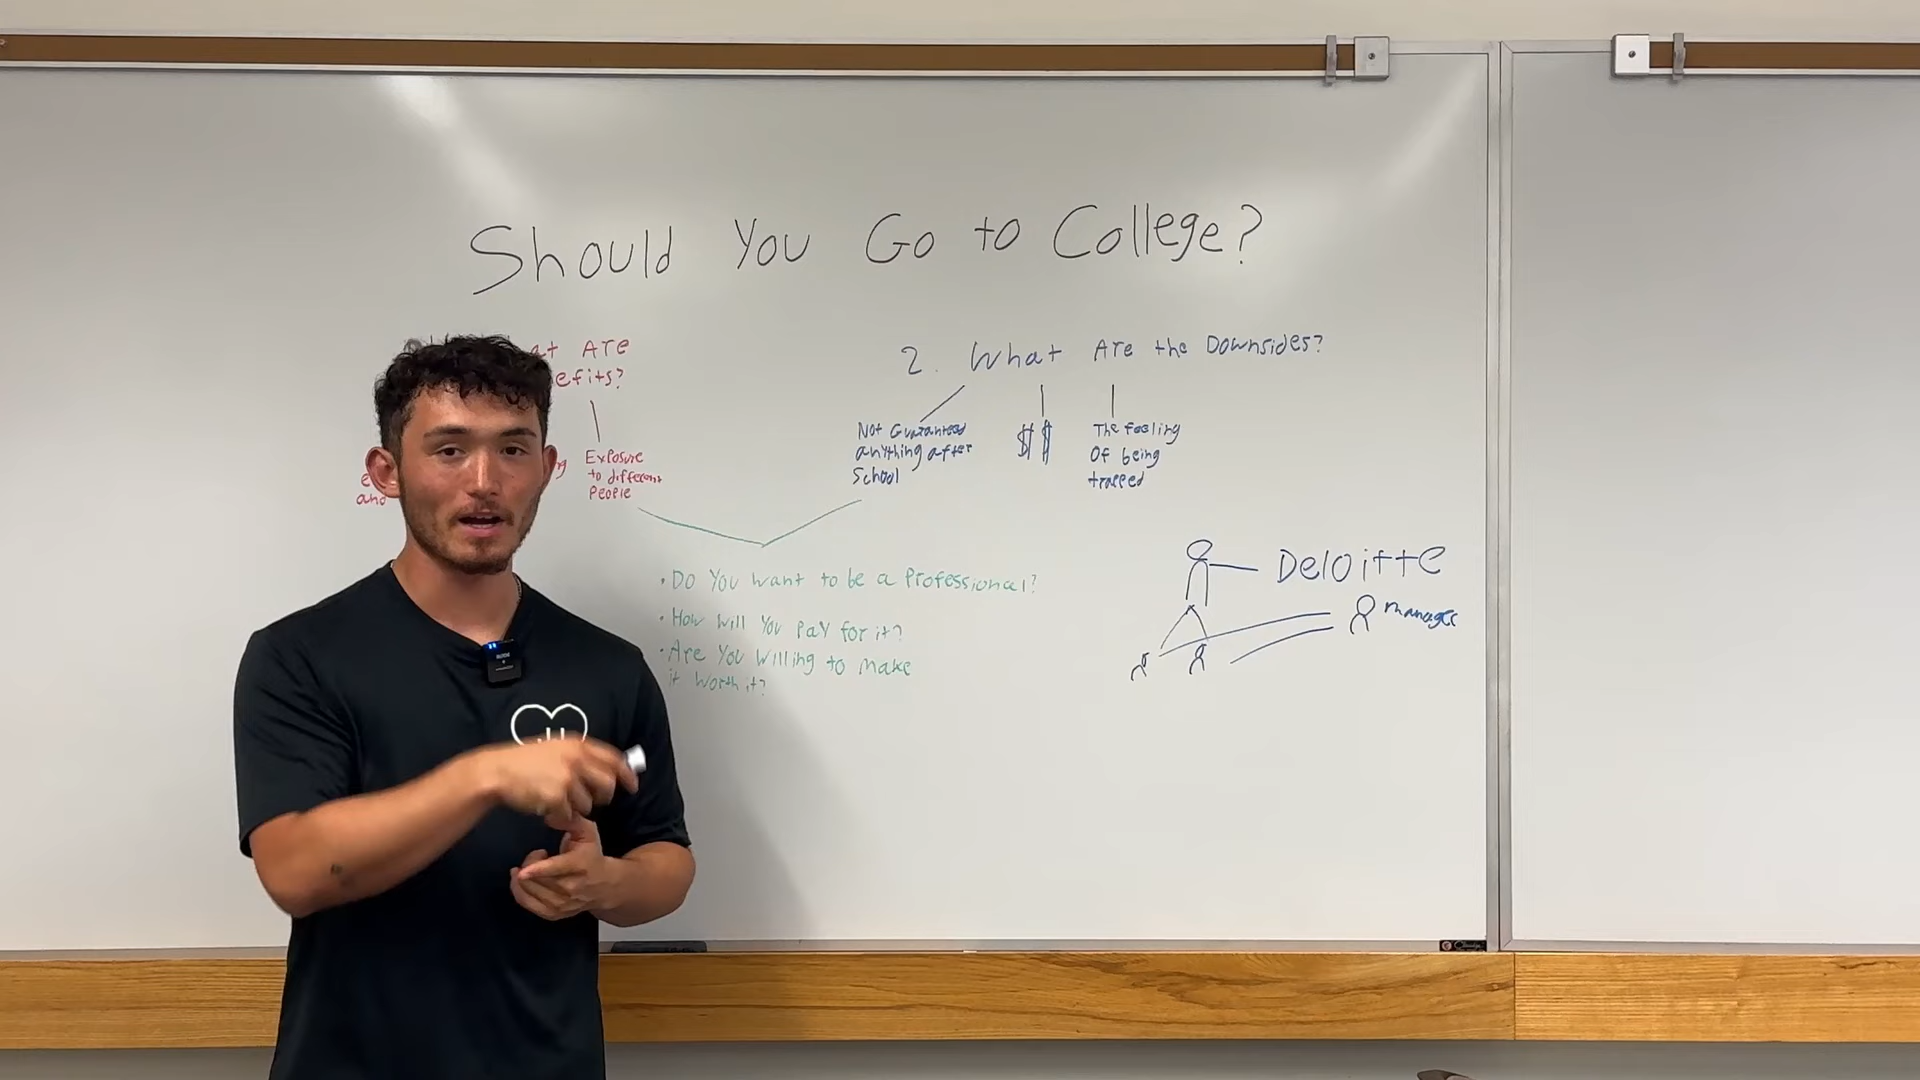 Should You Go to College?
at Are
efits?
Exposure
to different
People
and
2. What Are the Downsides?
Not Guaranteed
anything after
School
$$
The feeling
Of being
trapped
• Do You want to be a Professional?
• How will You Pay for it?
• Are You Willing to Make
it worth it?
Deloitte
manager